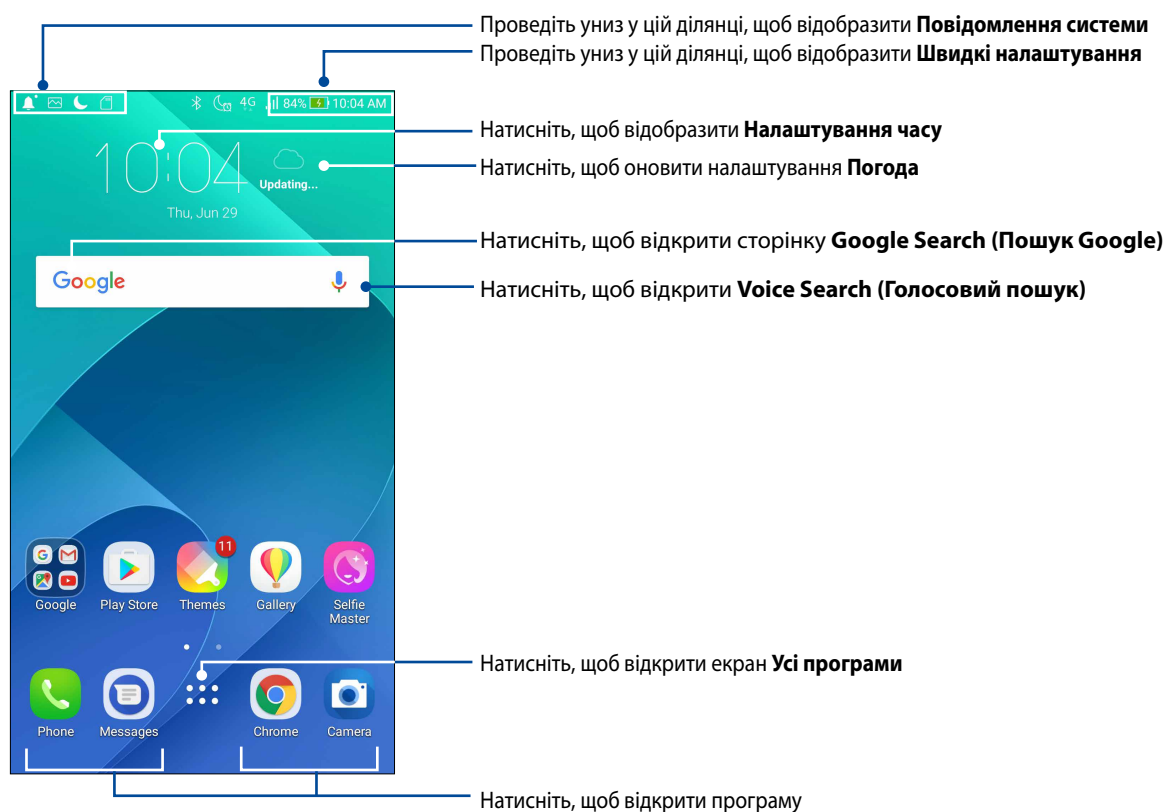 Проведіть униз у цій ділянці, щоб відобразити Повідомлення системи
Проведіть униз у цій ділянці, щоб відобразити Швидкі налаштування
4G 84% 10:04 AM
10:04
Updating...
Thu, Jun 29
Натисніть, щоб відобразити Налаштування часу
Натисніть, щоб оновити налаштування Погода
Натисніть, щоб відкрити сторінку Google Search (Пошук Google)
Google
Натисніть, щоб відкрити Voice Search (Голосовий пошук)
11
Google Play Store Themes Gallery Selfie
Master
Натисніть, щоб відкрити екран Усі програми
Phone Messages Chrome Camera
Натисніть, щоб відкрити програму